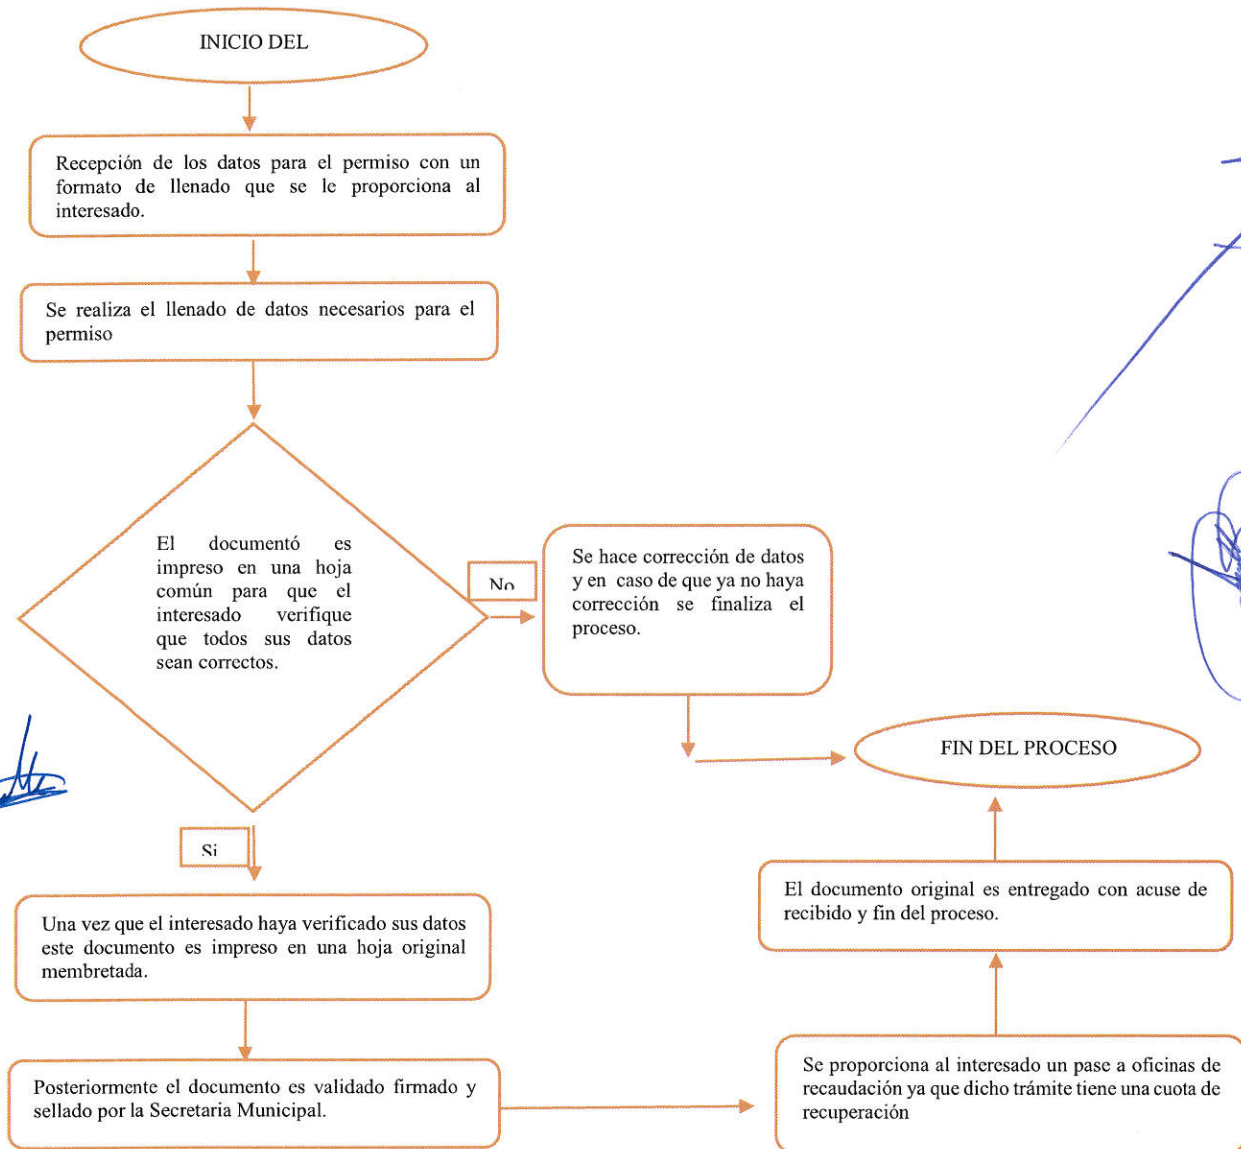 INICIO DEL
Recepción de los datos para el permiso con un
formato de llenado que se le proporciona al
interesado.
Se realiza el llenado de datos necesarios para el
permiso
El documentó es
impreso en una hoja
común para que el
interesado verifique
que todos sus datos
sean correctos.
No
Se hace corrección de datos
y en caso de que ya no haya
corrección se finaliza el
proceso.
FIN DEL PROCESO
Si
Una vez que el interesado haya verificado sus datos
este documento es impreso en una hoja original
membretada.
Posteriormente el documento es validado firmado y
sellado por la Secretaria Municipal.
El documento original es entregado con acuse de
recibido y fin del proceso.
Se proporciona al interesado un pase a oficinas de
recaudación ya que dicho trámite tiene una cuota de
recuperación